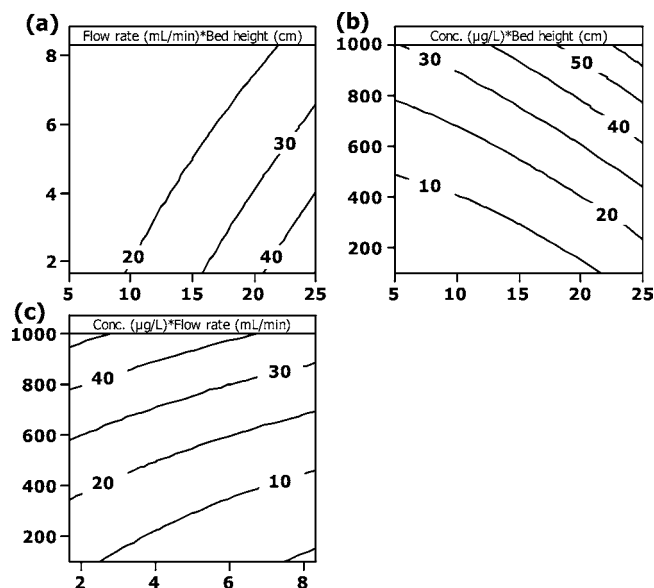 (a)
Flow rate (mL/min)*Bed height (cm)
8
6
4
2
30
20
40
5 10 15 20 25
(b)
Conc. (µg/L)*Bed height (cm)
1000
800
600
400
200
30
50
40
10
20
5 10 15 20 25
(c)
Conc. (µg/L)*Flow rate (mL/min)
1000
800
600
400
200
40
30
20
10
2 4 6 8